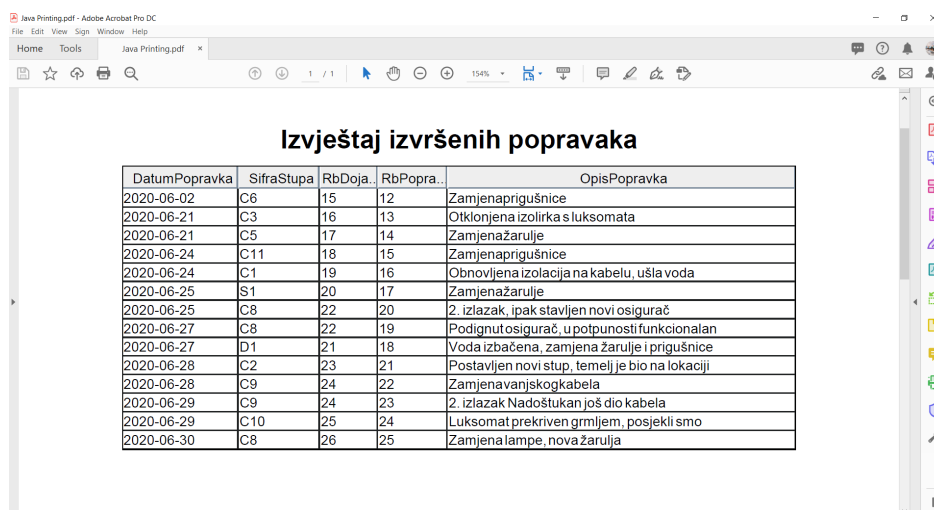 Java Printing.pdf - Adobe Acrobat Pro DC
File Edit View Sign Window Help
Home Tools Java Printing.pdf ×
1 / 1 154%
Izvještaj izvršenih popravaka
DatumPopravka SifraStupa RbDoja.. RbPopra.. OpisPopravka
2020-06-02 C6 15 12 Zamjenaprigušnice
2020-06-21 C3 16 13 Otklonjena izolirka s luksomata
2020-06-21 C5 17 14 Zamjenažarulje
2020-06-24 C11 18 15 Zamjenaprigušnice
2020-06-24 C1 19 16 Obnovljena izolacija na kabelu, ušla voda
2020-06-25 S1 20 17 Zamjenažarulje
2020-06-25 C8 22 20 2. izlazak, ipak stavljen novi osigurač
2020-06-27 C8 22 19 Podignut osigurač, u potpunosti funkcionalan
2020-06-27 D1 21 18 Voda izbačena, zamjena žarulje i prigušnice
2020-06-28 C2 23 21 Postavljen novi stup, temelj je bio na lokaciji
2020-06-28 C9 24 22 Zamjenavanjskogkabela
2020-06-29 C9 24 23 2. izlazak Nadoštukan još dio kabela
2020-06-29 C10 25 24 Luksomat prekriven grmljem, posjekli smo
2020-06-30 C8 26 25 Zamjena lampe, nova žarulja